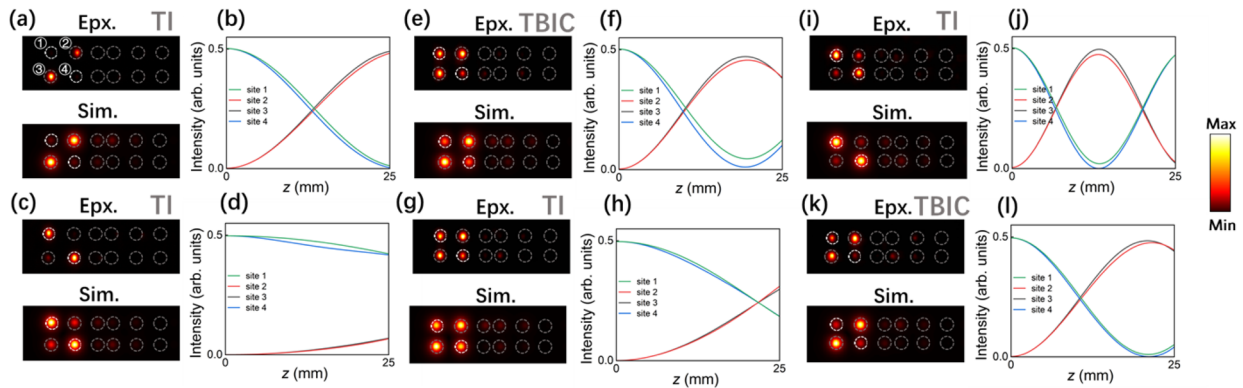 (a) Epx. TI
① ②
③ ④
Sim.
(b)
Intensity (arb. units)
0.5
0.0
site 1
site 2
site 3
site 4
0
25
z (mm)
(e) Epx. TBIC
Sim.
(f)
Intensity (arb. units)
0.5
0.0
site 1
site 2
site 3
site 4
0
25
z (mm)
(i) Epx. TI
Sim.
(j)
Intensity (arb. units)
0.5
0.0
site 1
site 2
site 3
site 4
0
25
z (mm)
Max
Min
(c) Epx. TI
Sim.
(d)
Intensity (arb. units)
0.5
0.0
site 1
site 2
site 3
site 4
0
25
z (mm)
(g) Epx. TI
Sim.
(h)
Intensity (arb. units)
0.5
0.0
site 1
site 2
site 3
site 4
0
25
z (mm)
(k) Epx. TBIC
Sim.
(l)
Intensity (arb. units)
0.5
0.0
site 1
site 2
site 3
site 4
0
25
z (mm)